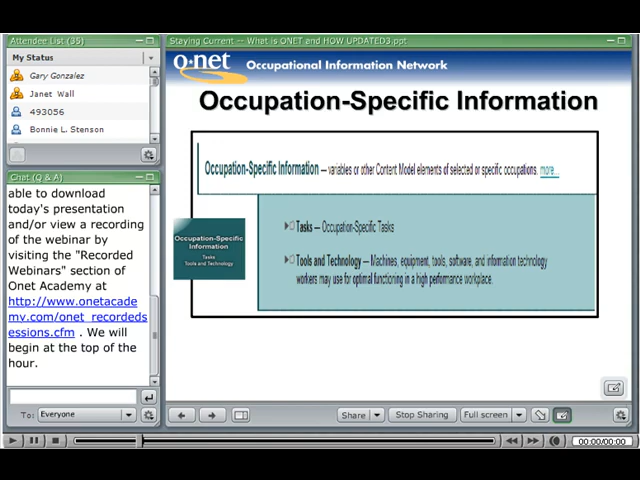 Attendee List (35)
My Status
Gary Gonzalez
Janet Wall
493056
Bonnie L. Stenson
Chat (Q & A)
able to download
today's presentation
and/or view a recording
of the webinar by
visiting the "Recorded
Webinars" section of
Onet Academy at
http://www.onetacade
my.com/onet_recordeds
essions.cfm . We will
begin at the top of the
hour.
To: Everyone
Staying Current -- What is ONET and HOW UPDATED3.ppt
o·net Occupational Information Network
Occupation-Specific Information
Occupation-Specific Information — variables or other Content Model elements of selected or specific occupations. more...
Occupation-Specific
Information
Tasks
Tools and Technology
Tasks — Occupation-Specific Tasks
Tools and Technology — Machines, equipment, tools, software, and information technology
workers may use for optimal functioning in a high performance workplace.
Share Stop Sharing Full screen
00:00/00:00